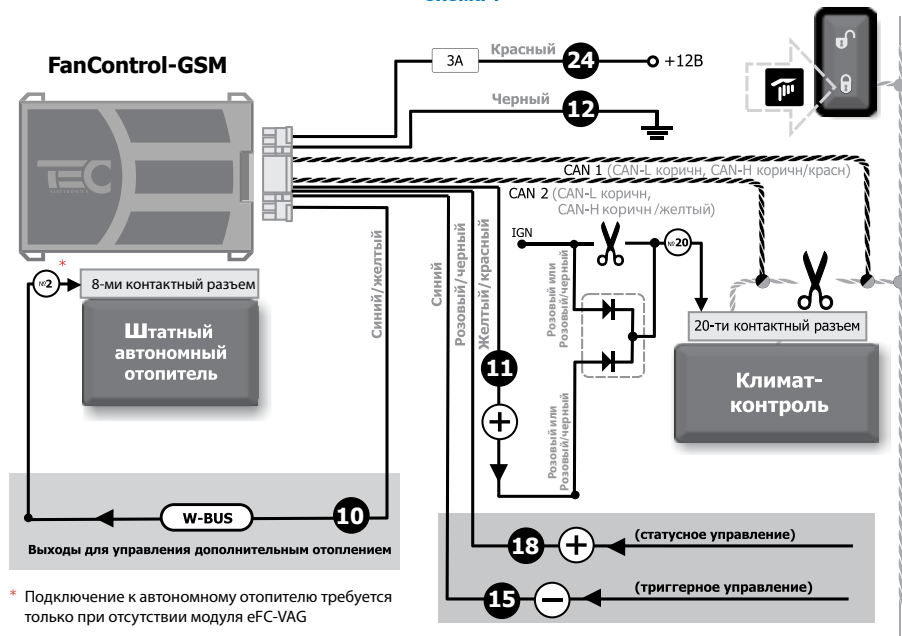 FanControl-GSM
TEC
ELECTRONICS
3А
Красный
24
+12В
Черный
12
CAN 1 (CAN-L коричн, CAN-H коричн/красн)
CAN 2 (CAN-L коричн,
CAN-H коричн/желтый)
IGN
№20
№2
*
8-ми контактный разъем
Штатный
автономный
отопитель
Синий/желтый
Синий
Розовый/черный
Желтый/красный
Розовый или
Розовый/черный
11
+
Розовый или
Розовый/черный
20-ти контактный разъем
Климат-
контроль
W-BUS
10
Выходы для управления дополнительным отоплением
18
+
(статусное управление)
15
−
(триггерное управление)
* Подключение к автономному отопителю требуется
только при отсутствии модуля eFC-VAG